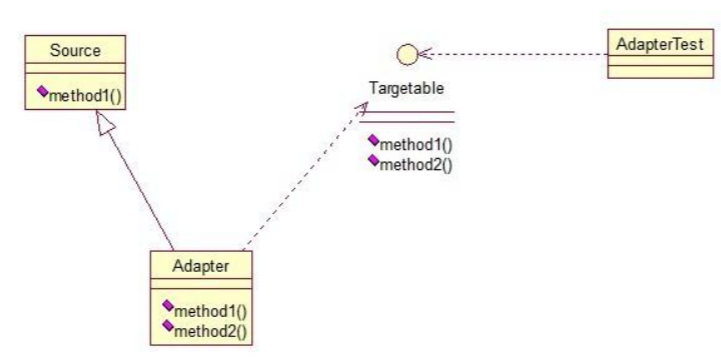 Source
method1()
Targetable
method1()
method2()
AdapterTest
Adapter
method1()
method2()